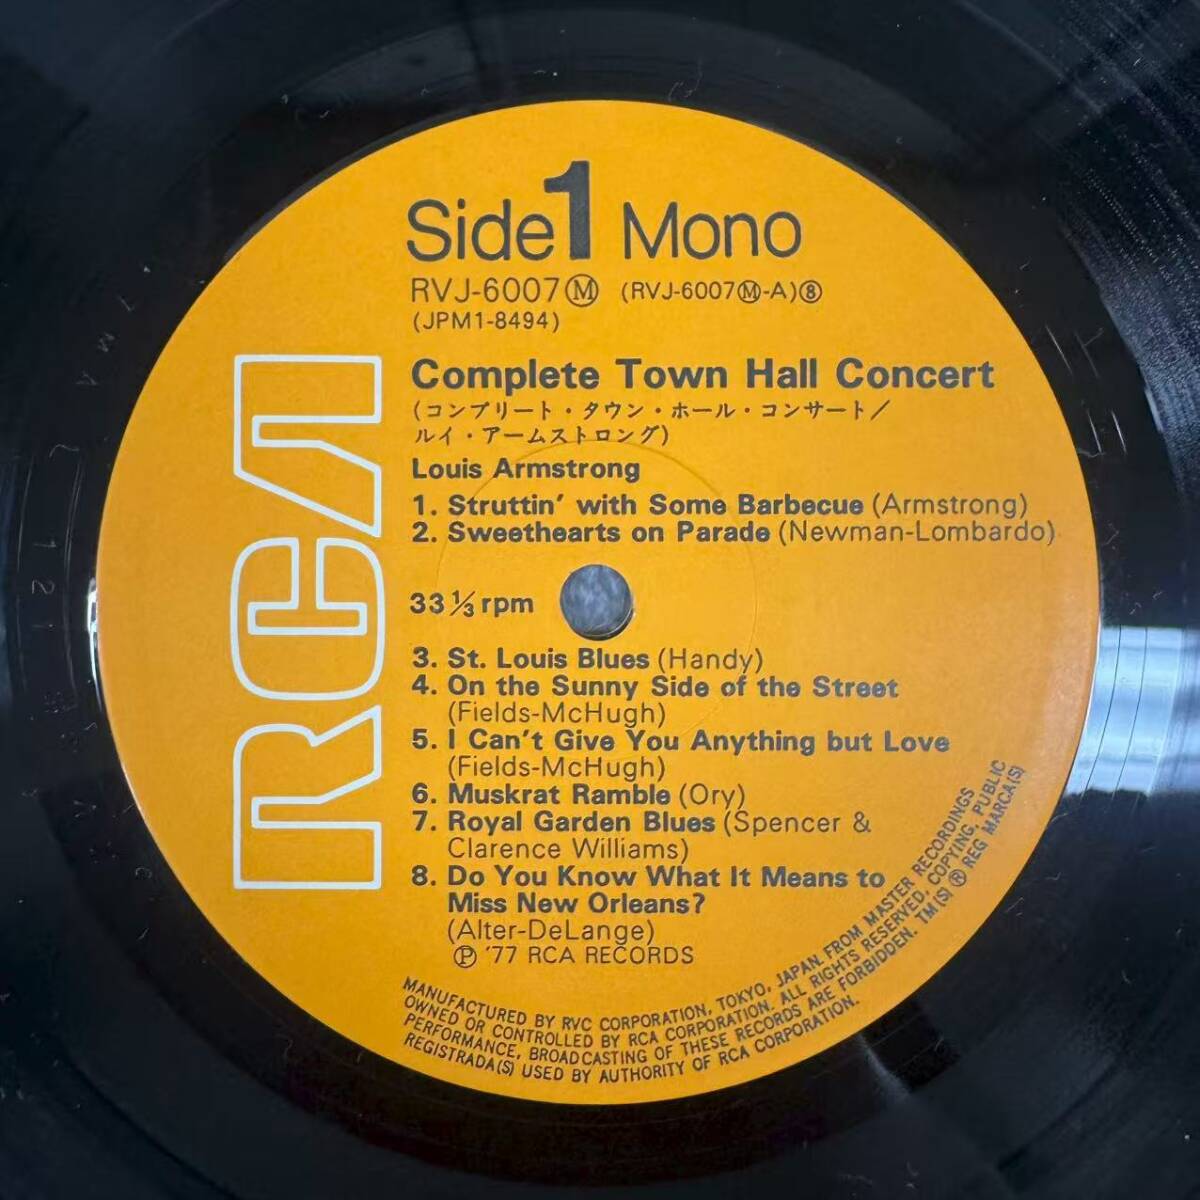 Side 1 Mono
RVJ-6007Ⓜ (RVJ-6007Ⓜ-A)⑧
(JPM1-8494)
Complete Town Hall Concert
(コンプリート・タウン・ホール・コンサート/
ルイ・アームストロング)
Louis Armstrong
1. Struttin' with Some Barbecue (Armstrong)
2. Sweethearts on Parade (Newman-Lombardo)
33 ⅓ rpm
3. St. Louis Blues (Handy)
4. On the Sunny Side of the Street
(Fields-McHugh)
5. I Can't Give You Anything but Love
(Fields-McHugh)
6. Muskrat Ramble (Ory)
7. Royal Garden Blues (Spencer &
Clarence Williams)
8. Do You Know What It Means to
Miss New Orleans?
(Alter-DeLange)
Ⓟ '77 RCA RECORDS
RCA
MANUFACTURED BY RVC CORPORATION, TOKYO, JAPAN. FROM MASTER RECORDINGS
OWNED OR CONTROLLED BY RCA CORPORATION. ALL RIGHTS RESERVED, COPYING, PUBLIC
PERFORMANCE, BROADCASTING OF THESE RECORDS ARE FORBIDDEN. TM(S) ® REG MARCA(S)
REGISTRADA(S) USED BY AUTHORITY OF RCA CORPORATION.